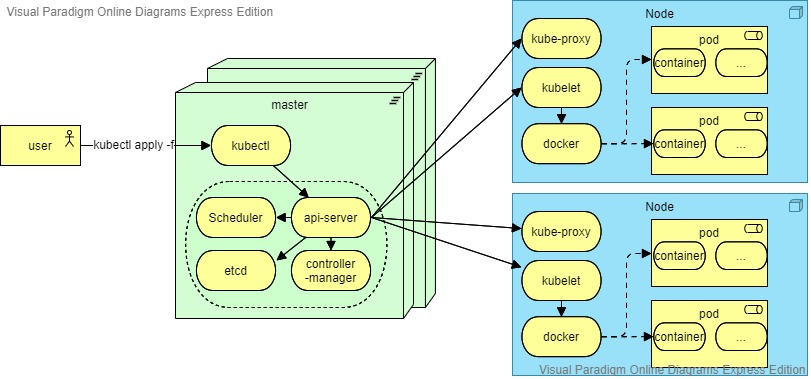 Visual Paradigm Online Diagrams Express Edition
user
kubectl apply -f
master
kubectl
Scheduler
api-server
etcd
controller
-manager
Node
kube-proxy
kubelet
docker
pod
container
...
pod
container
...
Node
kube-proxy
kubelet
docker
pod
container
...
pod
container
...
Visual Paradigm Online Diagrams Express Edition